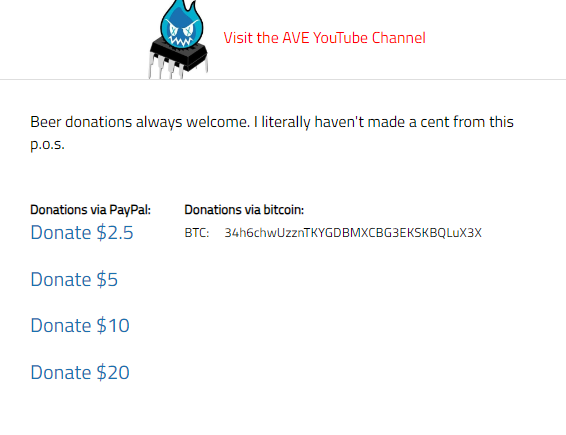 Visit the AVE YouTube Channel
Beer donations always welcome. I literally haven't made a cent from this
p.o.s.
Donations via PayPal: Donations via bitcoin:
Donate $2.5 BTC: 34h6chwUzznTKYGDBMXCBG3EKSKBQLuX3X
Donate $5
Donate $10
Donate $20